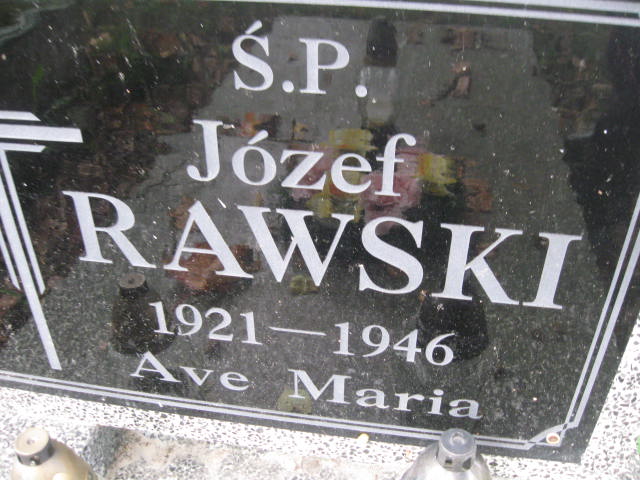 Ś.P.
Józef
RAWSKI
1921—1946
Ave Maria